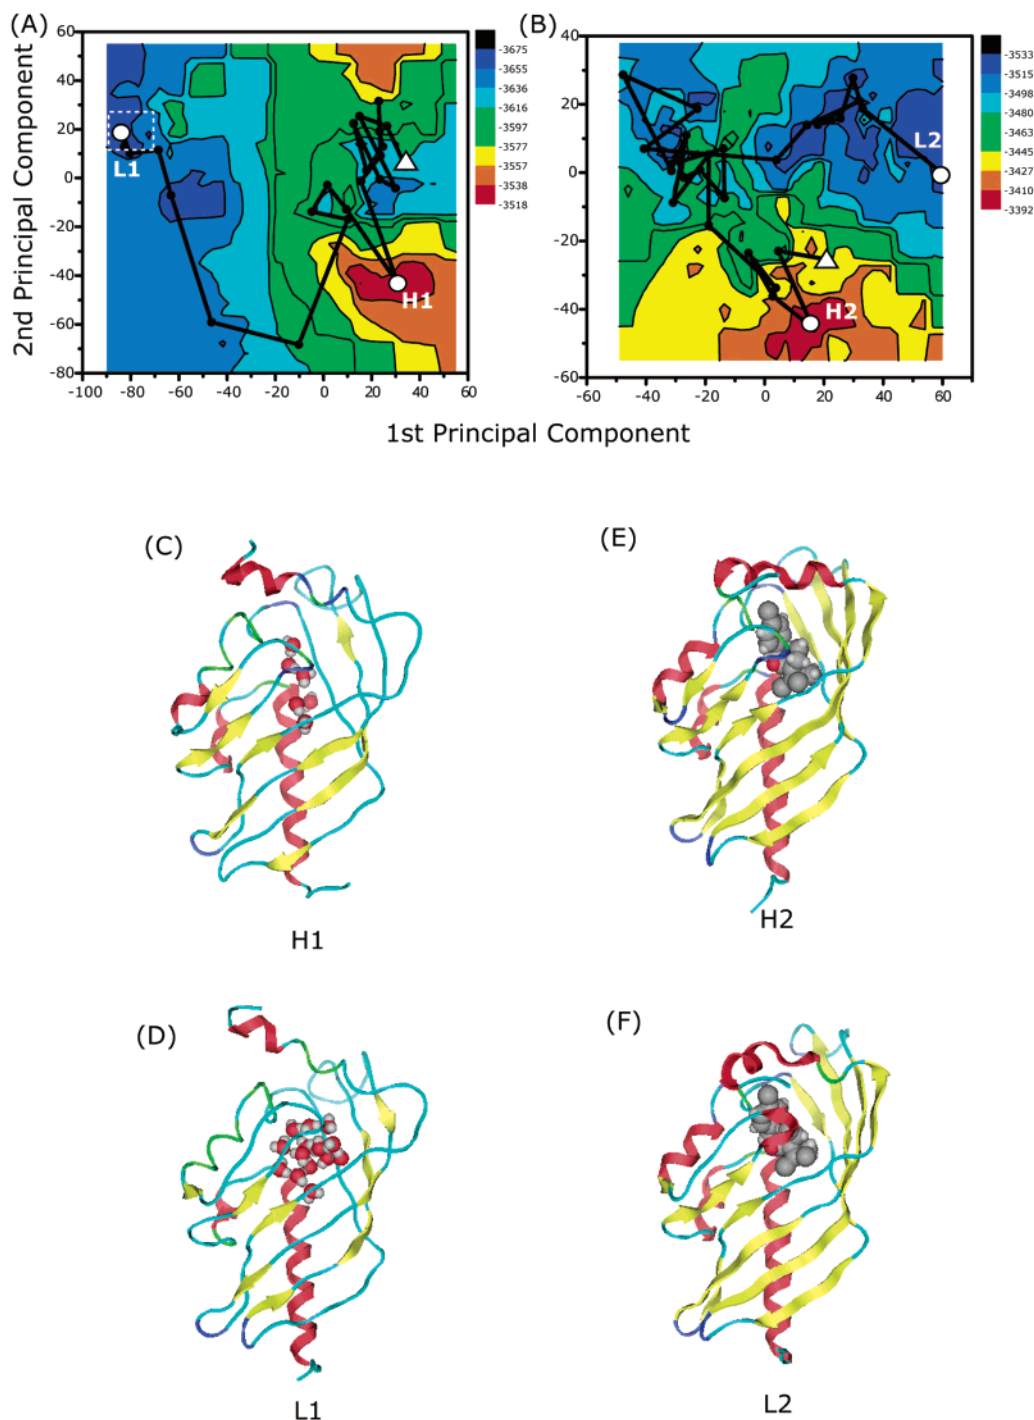 (A)
(B)
2nd Principal Component
60
40
20
0
-20
-40
-60
-80
-100 -80 -60 -40 -20 0 20 40 60
L1
H1
-3675
-3655
-3636
-3616
-3597
-3577
-3557
-3538
-3518
40
20
0
-20
-40
-60
-60 -40 -20 0 20 40 60
L2
H2
-3533
-3515
-3498
-3480
-3463
-3445
-3427
-3410
-3392
1st Principal Component
(C)
(E)
H1
H2
(D)
(F)
L1
L2